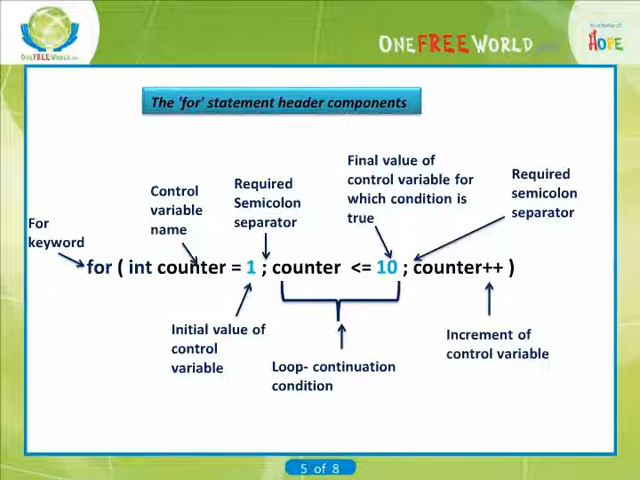 ONEFREEWORLD.org
ONEFREEWORLD
HOPE
The 'for' statement header components
Final value of
control variable for
which condition is
true
Required
semicolon
separator
Control
variable
name
Required
Semicolon
separator
For
keyword
for ( int counter = 1 ; counter <= 10 ; counter++ )
Initial value of
control
variable
Loop- continuation
condition
Increment of
control variable
5 of 8